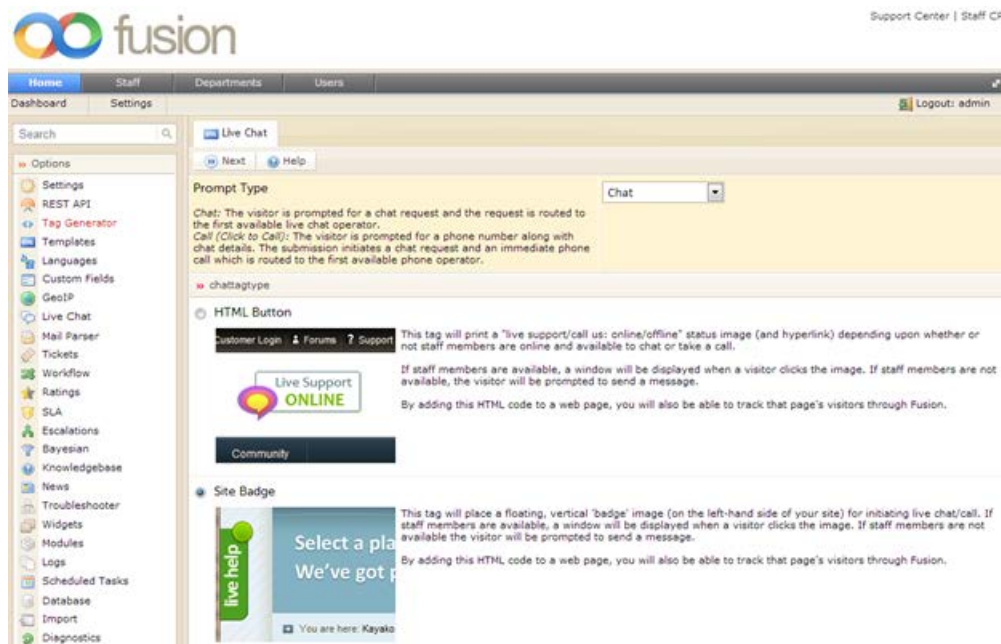 fusion
Support Center | Staff CP
Home Staff Departments Users
Dashboard Settings
Logout: admin
Search
Live Chat
Options
Next Help
Settings
REST API
Tag Generator
Templates
Languages
Custom Fields
GeoIP
Live Chat
Mail Parser
Tickets
Workflow
Ratings
SLA
Escalations
Bayesian
Knowledgebase
News
Troubleshooter
Widgets
Modules
Logs
Scheduled Tasks
Database
Import
Diagnostics
Prompt Type
Chat
Chat: The visitor is prompted for a chat request and the request is routed to
the first available live chat operator.
Call (Click to Call): The visitor is prompted for a phone number along with
chat details. The submission initiates a chat request and an immediate phone
call which is routed to the first available phone operator.
chattagtype
HTML Button
Customer Login Forums ? Support
Live Support
ONLINE
Community
This tag will print a "live support/call us: online/offline" status image (and hyperlink) depending upon whether or
not staff members are online and available to chat or take a call.
If staff members are available, a window will be displayed when a visitor clicks the image. If staff members are not
available, the visitor will be prompted to send a message.
By adding this HTML code to a web page, you will also be able to track that page's visitors through Fusion.
Site Badge
live help
Select a pla
We've got p
You are here: Kayako
This tag will place a floating, vertical 'badge' image (on the left-hand side of your site) for initiating live chat/call. If
staff members are available, a window will be displayed when a visitor clicks the image. If staff members are not
available the visitor will be prompted to send a message.
By adding this HTML code to a web page, you will also be able to track that page's visitors through Fusion.